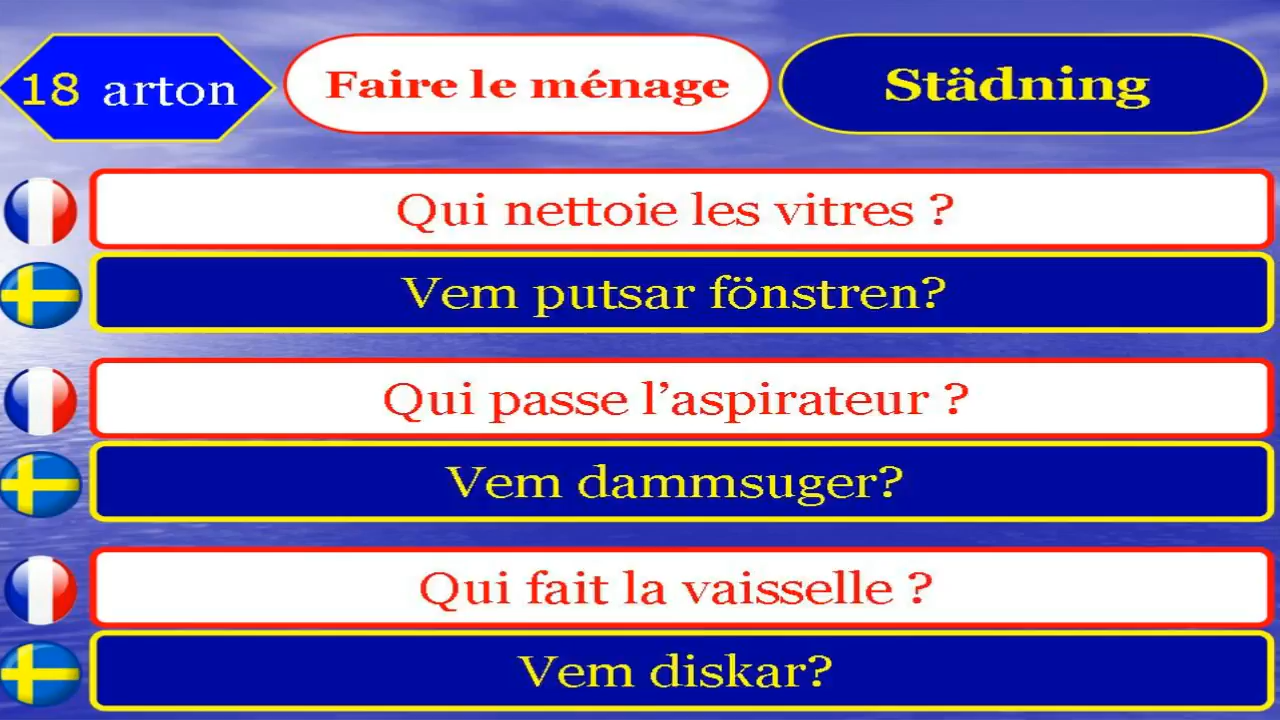 18 arton
Faire le ménage
Städning
Qui nettoie les vitres ?
Vem putsar fönstren?
Qui passe l’aspirateur ?
Vem dammsuger?
Qui fait la vaisselle ?
Vem diskar?